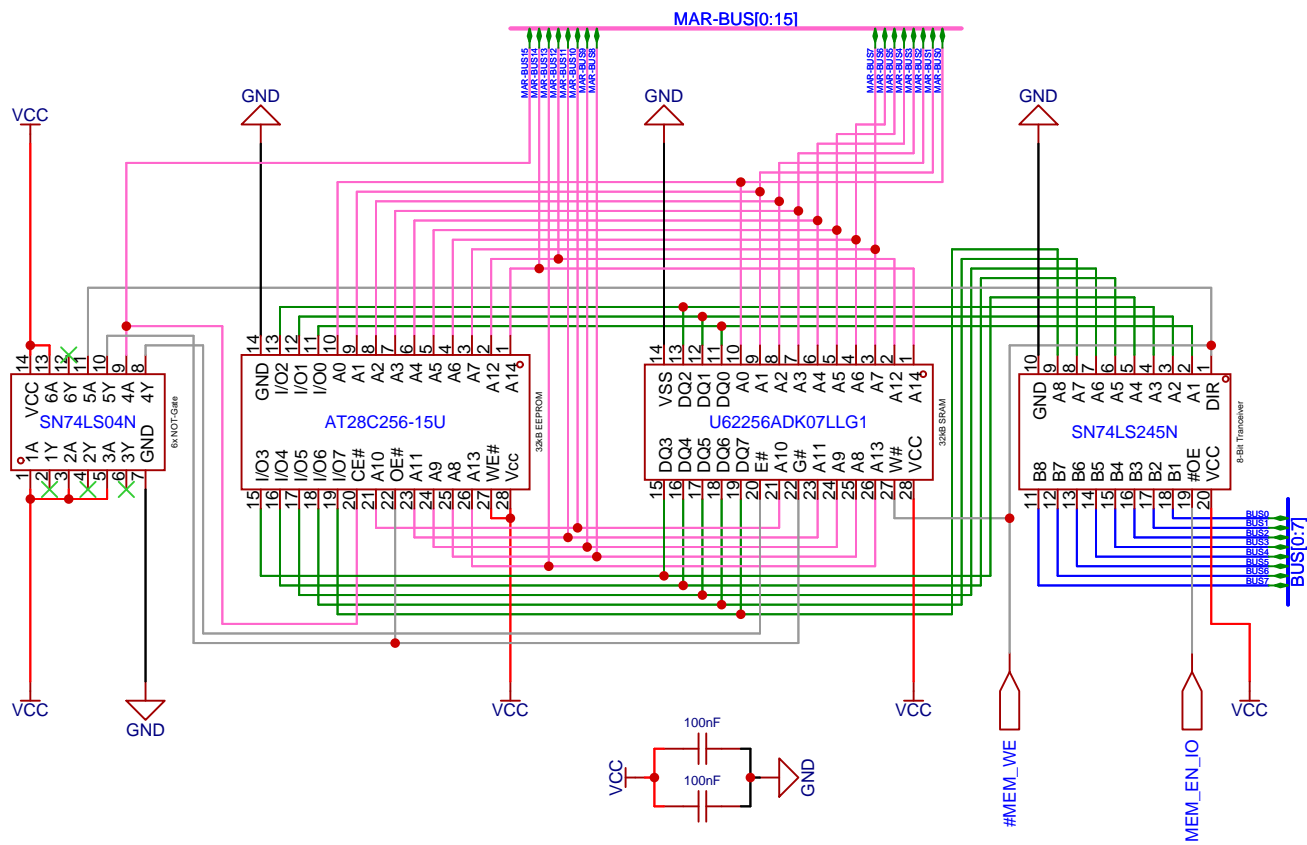 MAR-BUS[0:15]
MAR-BUS15
MAR-BUS14
MAR-BUS13
MAR-BUS12
MAR-BUS11
MAR-BUS10
MAR-BUS9
MAR-BUS8
MAR-BUS7
MAR-BUS6
MAR-BUS5
MAR-BUS4
MAR-BUS3
MAR-BUS2
MAR-BUS1
MAR-BUS0
VCC
GND
GND
GND
14 13 12 11 10 9 8
VCC 6A 6Y 5A 5Y 4A 4Y
SN74LS04N
6x NOT-Gate
1A 1Y 2A 2Y 3A 3Y GND
1 2 3 4 5 6 7
VCC
GND
14 13 12 11 10 9 8 7 6 5 4 3 2 1
GND I/O2 I/O1 I/O0 A0 A1 A2 A3 A4 A5 A6 A7 A12 A14
AT28C256-15U
32kB EEPROM
I/O3 I/O4 I/O5 I/O6 I/O7 CE# A10 OE# A11 A9 A8 A13 WE# Vcc
15 16 17 18 19 20 21 22 23 24 25 26 27 28
VCC
14 13 12 11 10 9 8 7 6 5 4 3 2 1
VSS DQ2 DQ1 DQ0 A0 A1 A2 A3 A4 A5 A6 A7 A12 A14
U62256ADK07LLG1
32kB SRAM
DQ3 DQ4 DQ5 DQ6 DQ7 E# A10 G# A11 A9 A8 A13 W# VCC
15 16 17 18 19 20 21 22 23 24 25 26 27 28
VCC
10 9 8 7 6 5 4 3 2 1
GND A8 A7 A6 A5 A4 A3 A2 A1 DIR
SN74LS245N
8-Bit Tranceiver
B8 B7 B6 B5 B4 B3 B2 B1 #OE VCC
11 12 13 14 15 16 17 18 19 20
BUS0
BUS1
BUS2
BUS3
BUS4
BUS5
BUS6
BUS7
BUS[0:7]
#MEM_WE
MEM_EN_IO
VCC
100nF
VCC
100nF
GND